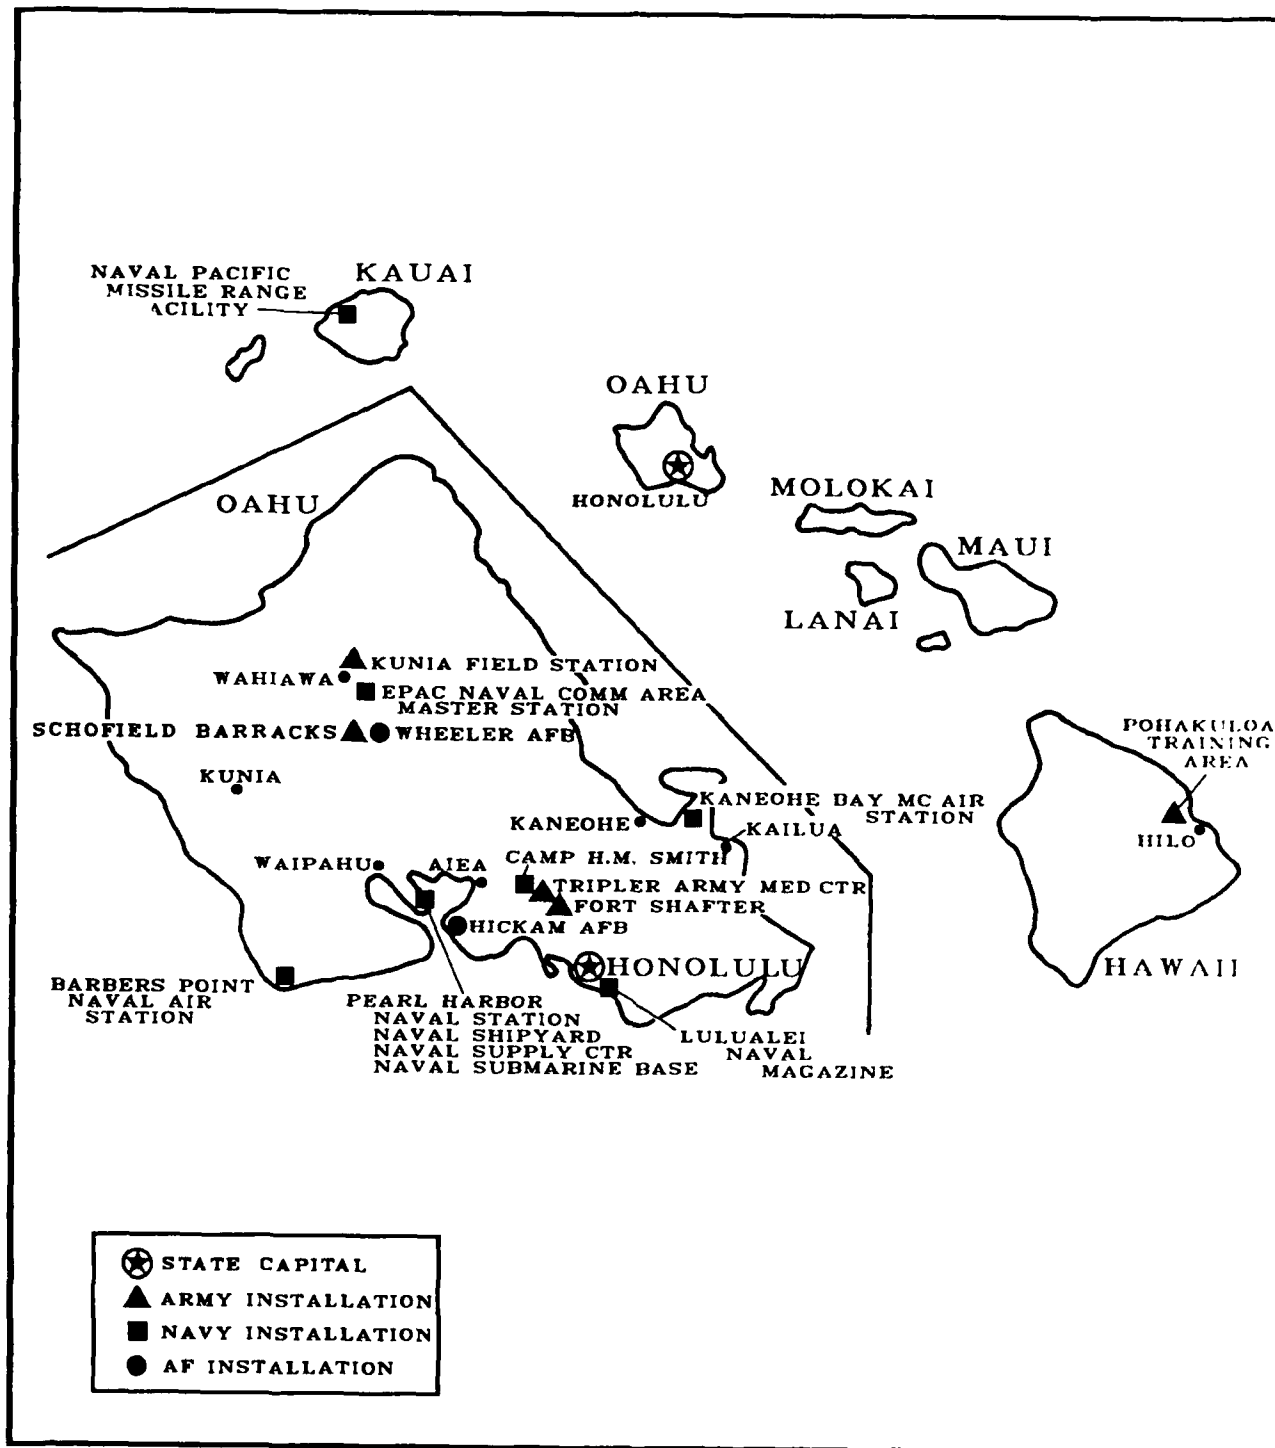 NAVAL PACIFIC
MISSILE RANGE
ACILITY
KAUAI
OAHU
HONOLULU
MOLOKAI
MAUI
LANAI
OAHU
KUNIA FIELD STATION
WAHIAWA
EPAC NAVAL COMM AREA
MASTER STATION
SCHOFIELD BARRACKS
WHEELER AFB
KUNIA
POHAKULOA
TRAINING
AREA
HILO
HAWAII
KANEOHE BAY MC AIR
STATION
KANEOHE
KAILUA
CAMP H.M. SMITH
WAIPAHU
AIEA
TRIPLER ARMY MED CTR
FORT SHAFTER
HICKAM AFB
HONOLULU
BARBERS POINT
NAVAL AIR
STATION
PEARL HARBOR
NAVAL STATION
NAVAL SHIPYARD
NAVAL SUPPLY CTR
NAVAL SUBMARINE BASE
LULUALEI
NAVAL
MAGAZINE
STATE CAPITAL
ARMY INSTALLATION
NAVY INSTALLATION
AF INSTALLATION